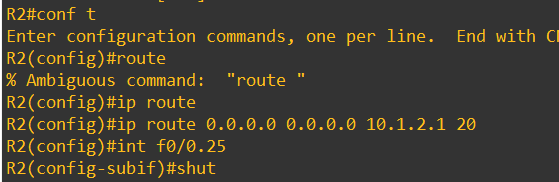 R2#conf t
Enter configuration commands, one per line.  End with
R2(config)#route
% Ambiguous command:  "route "
R2(config)#ip route
R2(config)#ip route 0.0.0.0 0.0.0.0 10.1.2.1 20
R2(config)#int f0/0.25
R2(config-subif)#shut